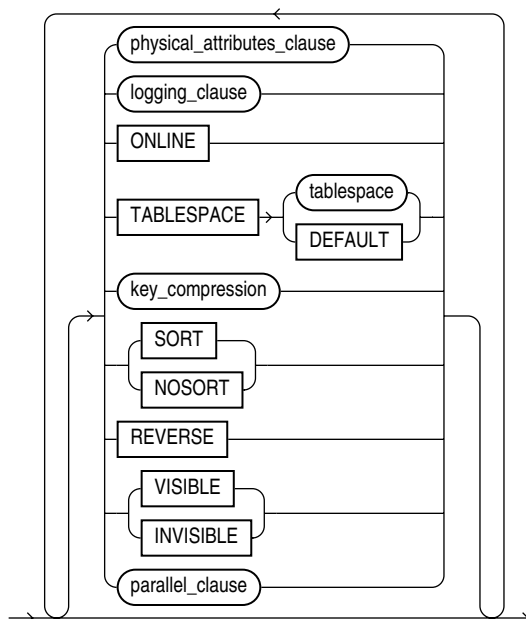 physical_attributes_clause
logging_clause
ONLINE
tablespace
TABLESPACE
DEFAULT
key_compression
SORT
NOSORT
REVERSE
VISIBLE
INVISIBLE
parallel_clause